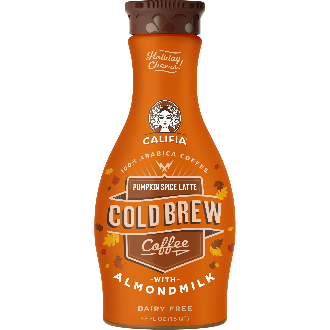 Holiday
Cheers!
CALIFIA
100% ARABICA COFFEE
PUMPKIN SPICE LATTE
COLD BREW
Coffee
WITH
ALMONDMILK
DAIRY FREE